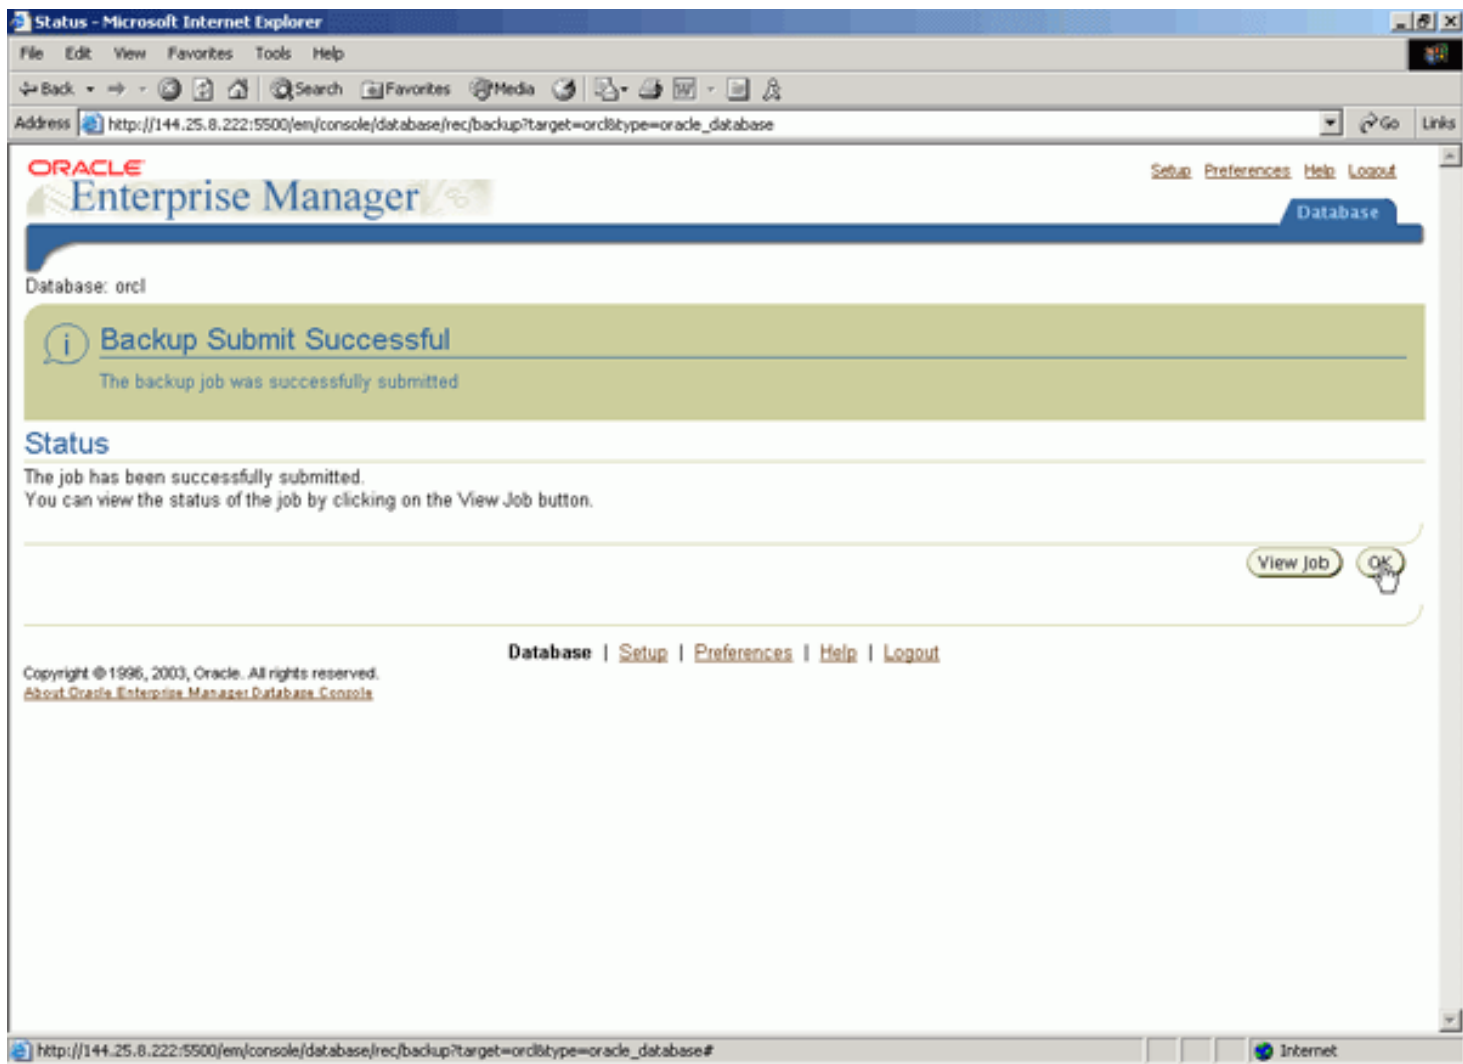 Status - Microsoft Internet Explorer
File Edit View Favorites Tools Help
Back Search Favorites Media
Address http://144.25.8.222:5500/em/console/database/rec/backup?target=orcl&type=oracle_database Go Links
ORACLE
Enterprise Manager
Setup Preferences Help Logout
Database
Database: orcl
i Backup Submit Successful
The backup job was successfully submitted
Status
The job has been successfully submitted.
You can view the status of the job by clicking on the View Job button.
View Job OK
Database | Setup | Preferences | Help | Logout
Copyright © 1996, 2003, Oracle. All rights reserved.
About Oracle Enterprise Manager Database Console
http://144.25.8.222:5500/em/console/database/rec/backup?target=orcl&type=oracle_database# Internet